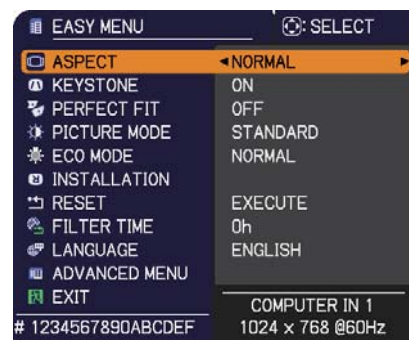 EASY MENU : SELECT
ASPECT NORMAL
KEYSTONE ON
PERFECT FIT OFF
PICTURE MODE STANDARD
ECO MODE NORMAL
INSTALLATION
RESET EXECUTE
FILTER TIME 0h
LANGUAGE ENGLISH
ADVANCED MENU
EXIT
COMPUTER IN 1
# 1234567890ABCDEF 1024 x 768 @60Hz